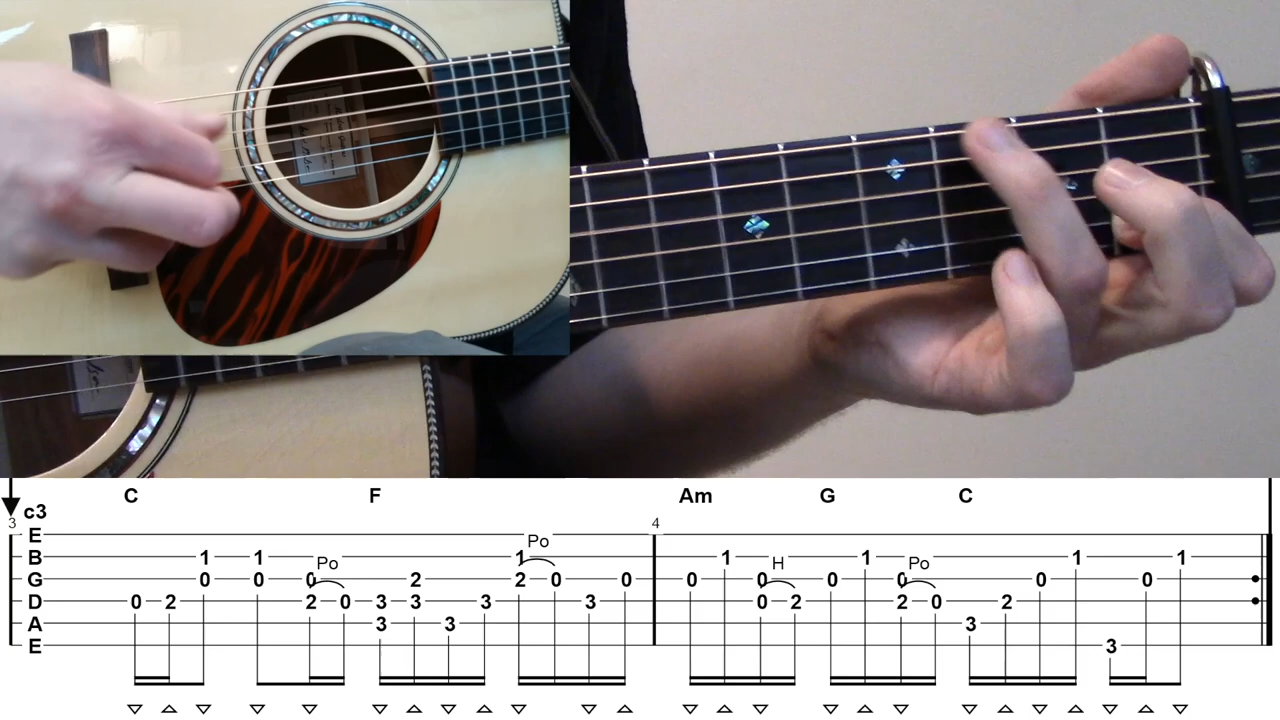 C F Am G C
c3
3 4
Po Po H Po
E
B 1 1 1 1 1 1 1
G 0 0 0 2 2 0 0 0 0 0 0 0 0
D 0 2 2 0 3 3 3 3 0 2 2 0 2
A 3 3 3
E 3